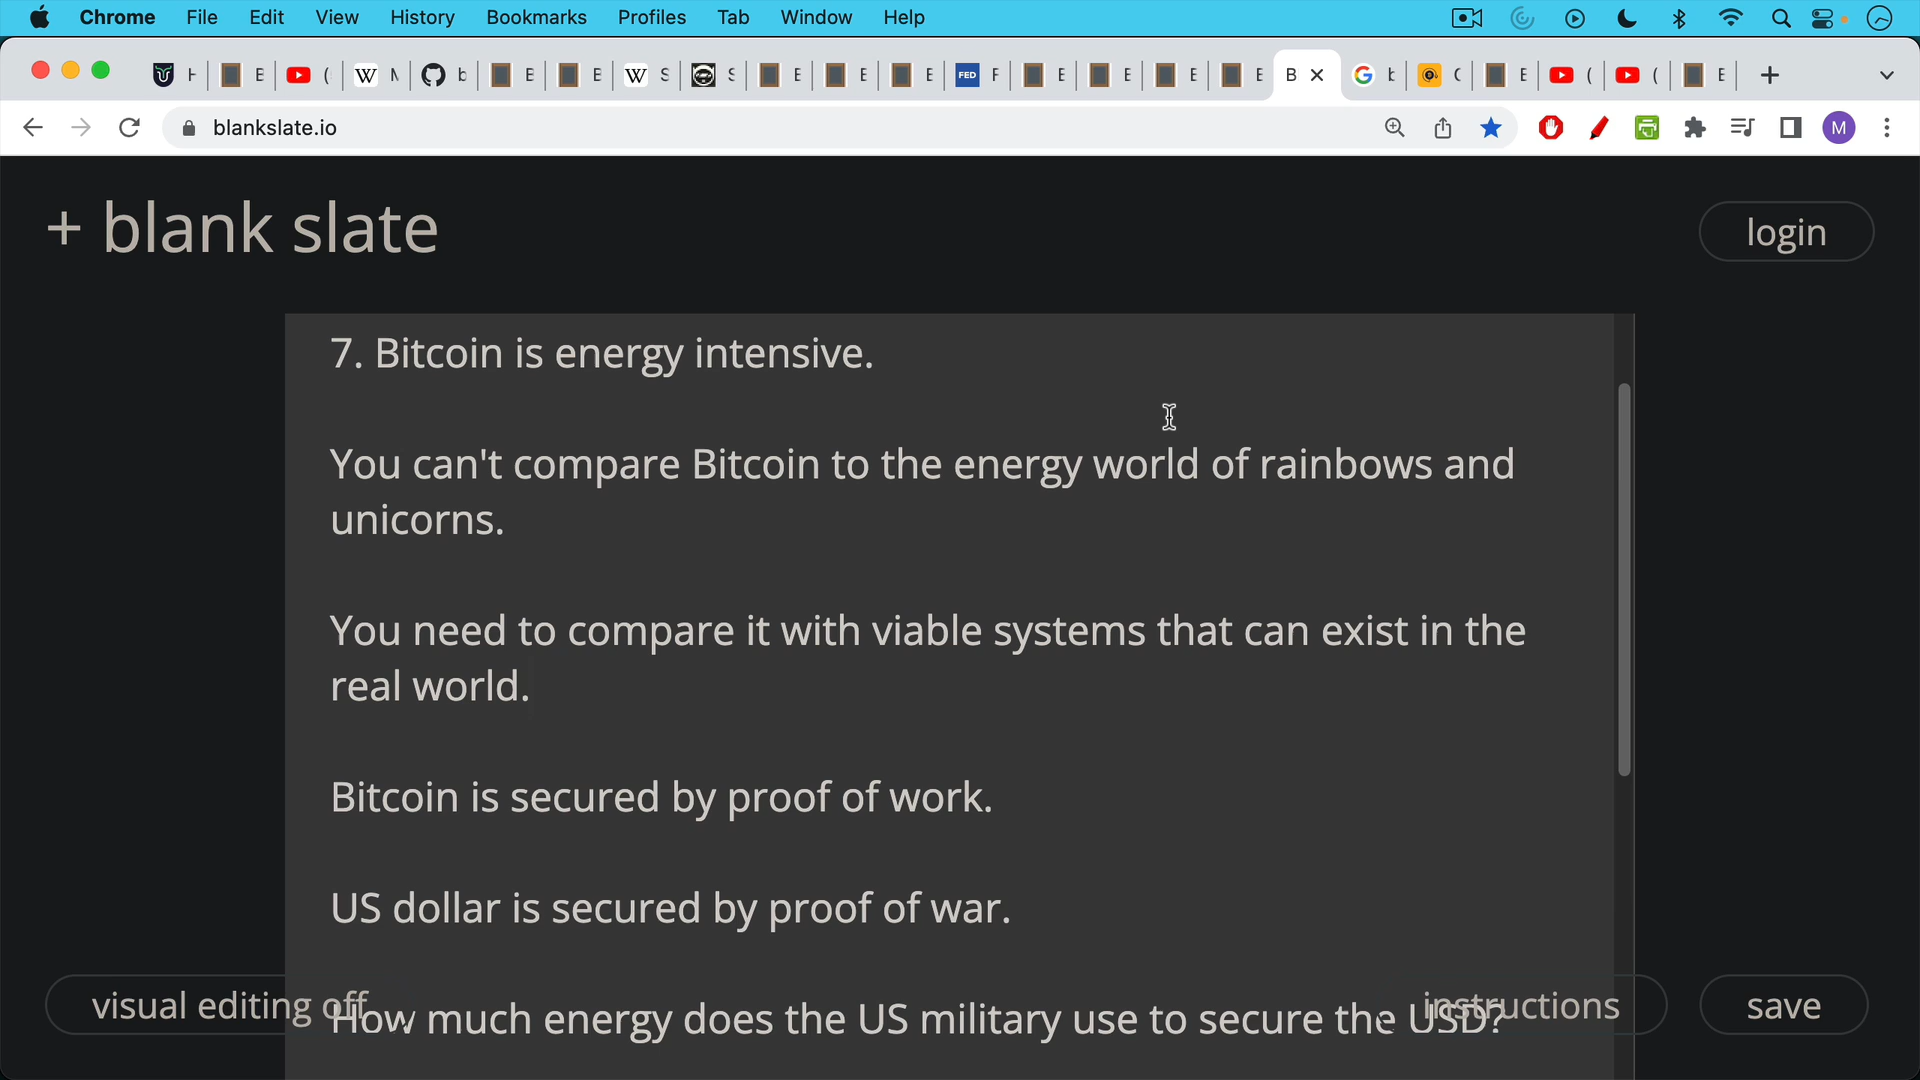 Chrome File Edit View History Bookmarks Profiles Tab Window Help
H E ( W N b E E W S S E E E FED F E E E E B G b C E ( ( E
blankslate.io
M
+ blank slate
login
7. Bitcoin is energy intensive.
You can't compare Bitcoin to the energy world of rainbows and
unicorns.
You need to compare it with viable systems that can exist in the
real world.
Bitcoin is secured by proof of work.
US dollar is secured by proof of war.
How much energy does the US military use to secure the USD?
visual editing off
instructions
save